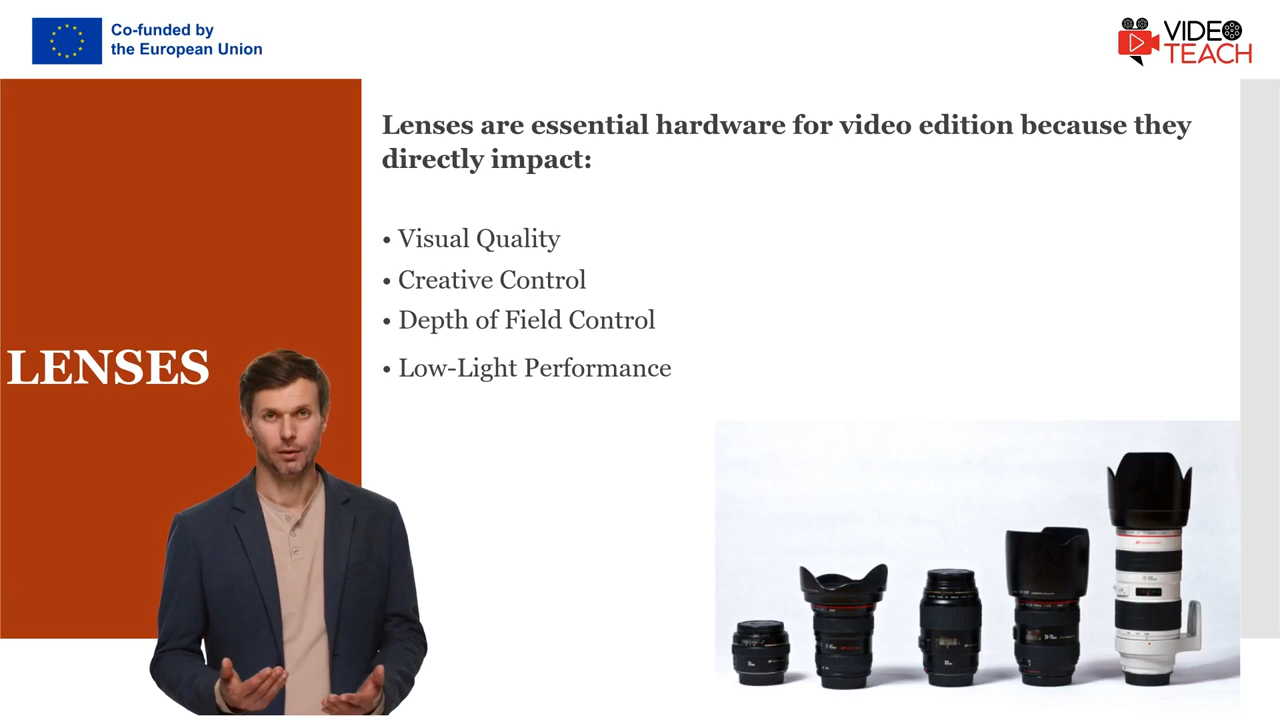 Co-funded by
the European Union
VIDEO
TEACH
Lenses are essential hardware for video edition because they
directly impact:
• Visual Quality
• Creative Control
• Depth of Field Control
• Low-Light Performance
LENSES